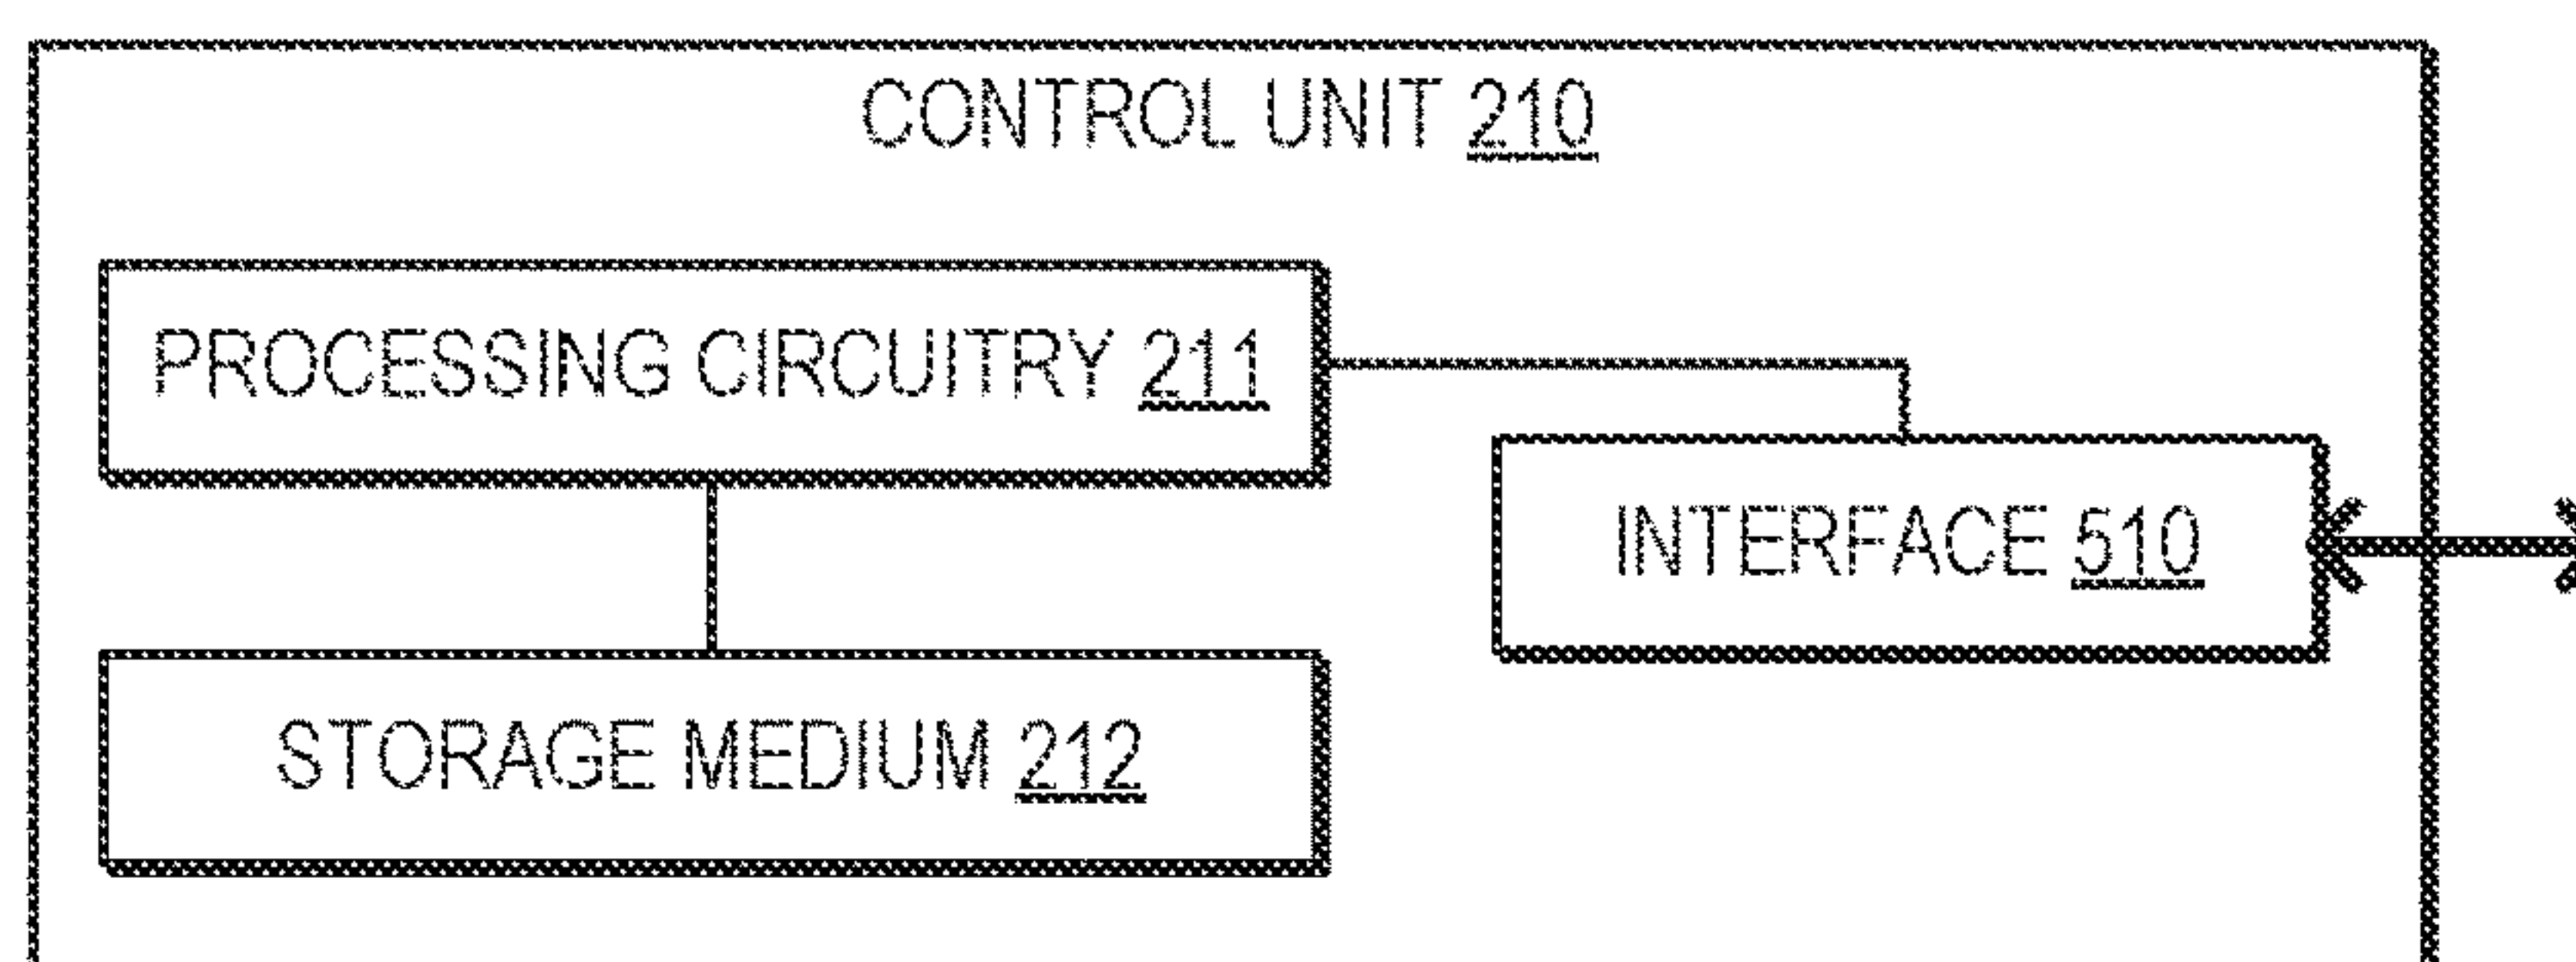 CONTROL UNIT 210
PROCESSING CIRCUITRY 211
INTERFACE 510
STORAGE MEDIUM 212